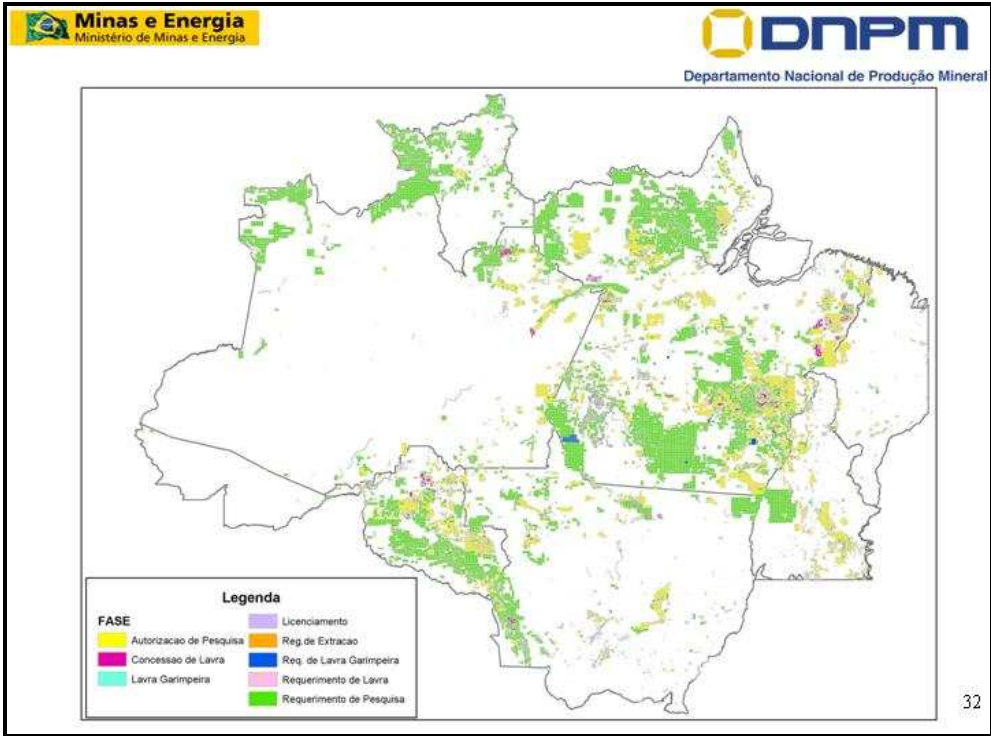 Minas e Energia
Ministério de Minas e Energia
DNPM
Departamento Nacional de Produção Mineral
Legenda
FASE
Autorizacao de Pesquisa
Concessao de Lavra
Lavra Garimpeira
Licenciamento
Reg.de Extracao
Req. de Lavra Garimpeira
Requerimento de Lavra
Requerimento de Pesquisa
32